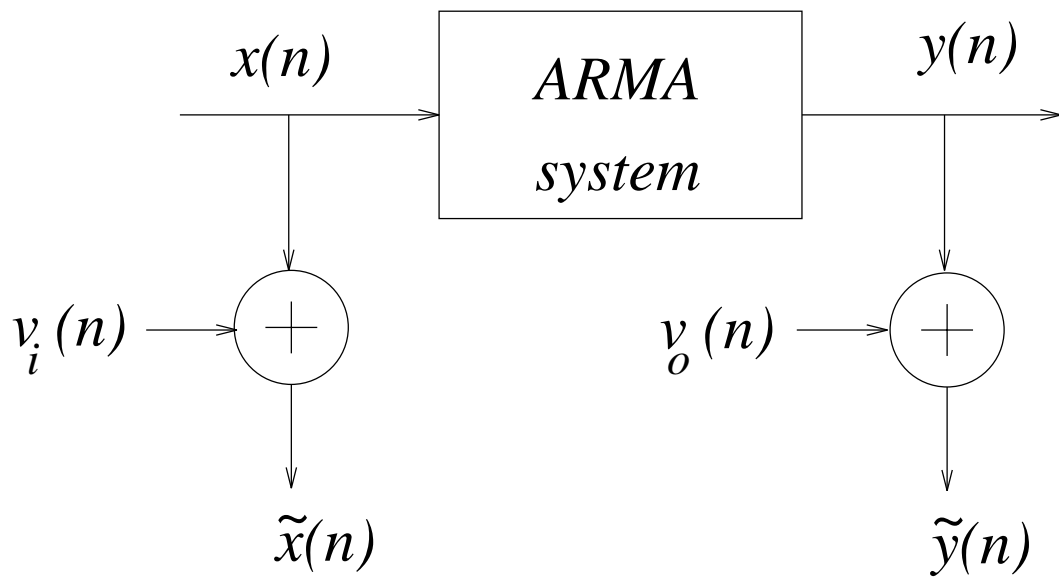 x(n)
ARMA
system
y(n)
v_i(n)
+
v_o(n)
+
x̃(n)
ỹ(n)